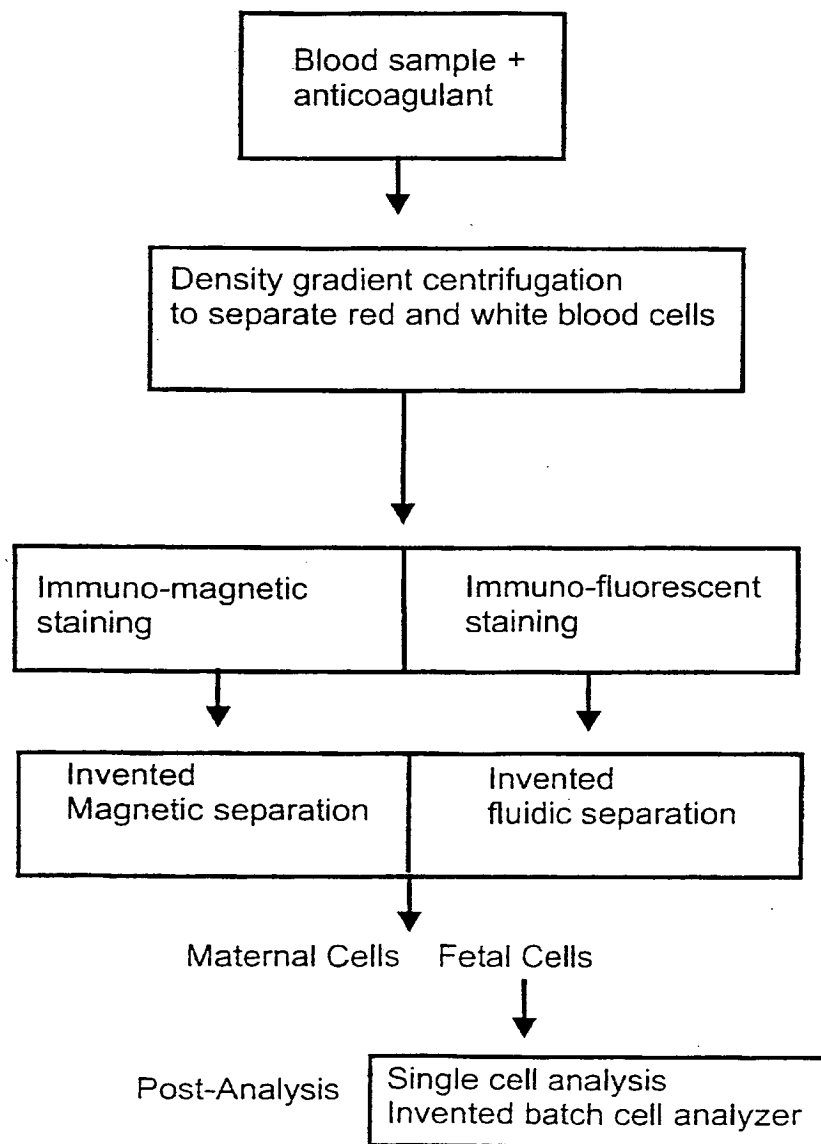 Blood sample +
anticoagulant
Density gradient centrifugation
to separate red and white blood cells
Immuno-magnetic
staining
Immuno-fluorescent
staining
Invented
Magnetic separation
Invented
fluidic separation
Maternal Cells Fetal Cells
Post-Analysis
Single cell analysis
Invented batch cell analyzer